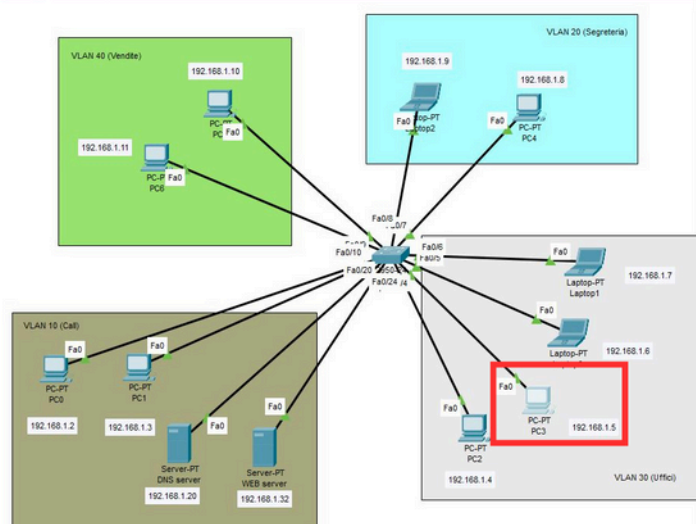 VLAN 40 (Vendite)
192.168.1.10
PC-PT
Fa0
192.168.1.11
Fa0
PC-PT
PC6
VLAN 20 (Segreteria)
192.168.1.9
Laptop2
Fa0
192.168.1.8
Fa0
PC-PT
PC4
Fa0/8
Fa0/10
Fa0/6
Fa0/5
Fa0/20
Fa0/24
VLAN 10 (Call)
Fa0
PC-PT
PC0
192.168.1.2
Fa0
PC-PT
PC1
192.168.1.3
Fa0
Server-PT
DNS server
192.168.1.20
Fa0
Server-PT
WEB server
192.168.1.32
Fa0
Laptop-PT
Laptop1
192.168.1.7
Fa0
Laptop-PT
192.168.1.6
Fa0
PC-PT
PC3
192.168.1.5
Fa0
PC-PT
PC2
192.168.1.4
VLAN 30 (Uffici)